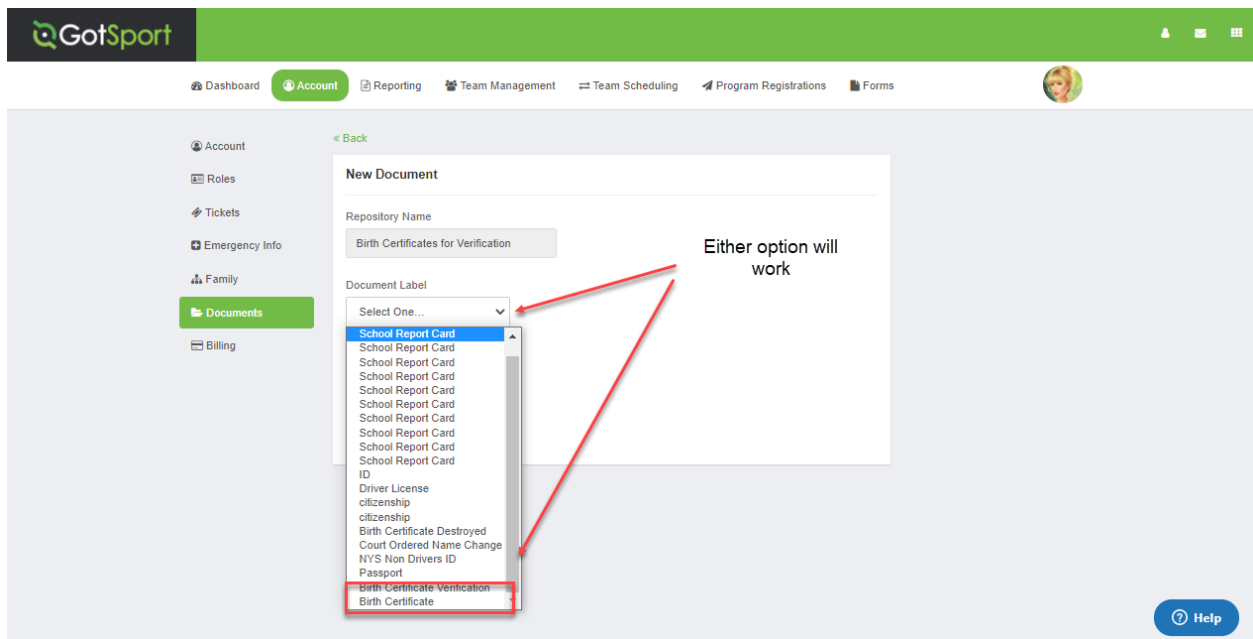 GotSport
Dashboard Account Reporting Team Management Team Scheduling Program Registrations Forms
Account
Roles
Tickets
Emergency Info
Family
Documents
Billing
« Back
New Document
Repository Name
Birth Certificates for Verification
Document Label
Select One...
School Report Card
School Report Card
School Report Card
School Report Card
School Report Card
School Report Card
School Report Card
School Report Card
School Report Card
School Report Card
ID
Driver License
citizenship
citizenship
Birth Certificate Destroyed
Court Ordered Name Change
NYS Non Drivers ID
Passport
Birth Certificate Verification
Birth Certificate
Either option will
work
Help